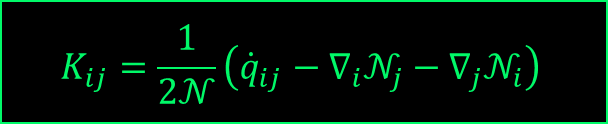 K_{ij} = \frac{1}{2\mathcal{N}} \left( \dot{q}_{ij} - \nabla_i \mathcal{N}_j - \nabla_j \mathcal{N}_i \right)